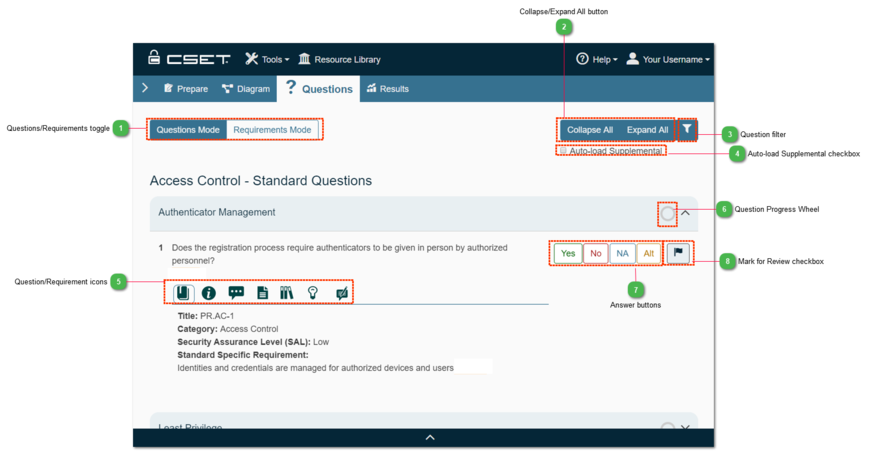 Collapse/Expand All button
2
CSET Tools Resource Library ? Help Your Username
Prepare Diagram ? Questions Results
Questions/Requirements toggle 1 Questions Mode Requirements Mode
Collapse All Expand All
3 Question filter
Auto-load Supplemental 4 Auto-load Supplemental checkbox
Access Control - Standard Questions
Authenticator Management 6 Question Progress Wheel
1 Does the registration process require authenticators to be given in person by authorized
personnel?
Yes No NA Alt 8 Mark for Review checkbox
Question/Requirement icons 5
7
Answer buttons
Title: PR.AC-1
Category: Access Control
Security Assurance Level (SAL): Low
Standard Specific Requirement:
Identities and credentials are managed for authorized devices and users
Least Privilege